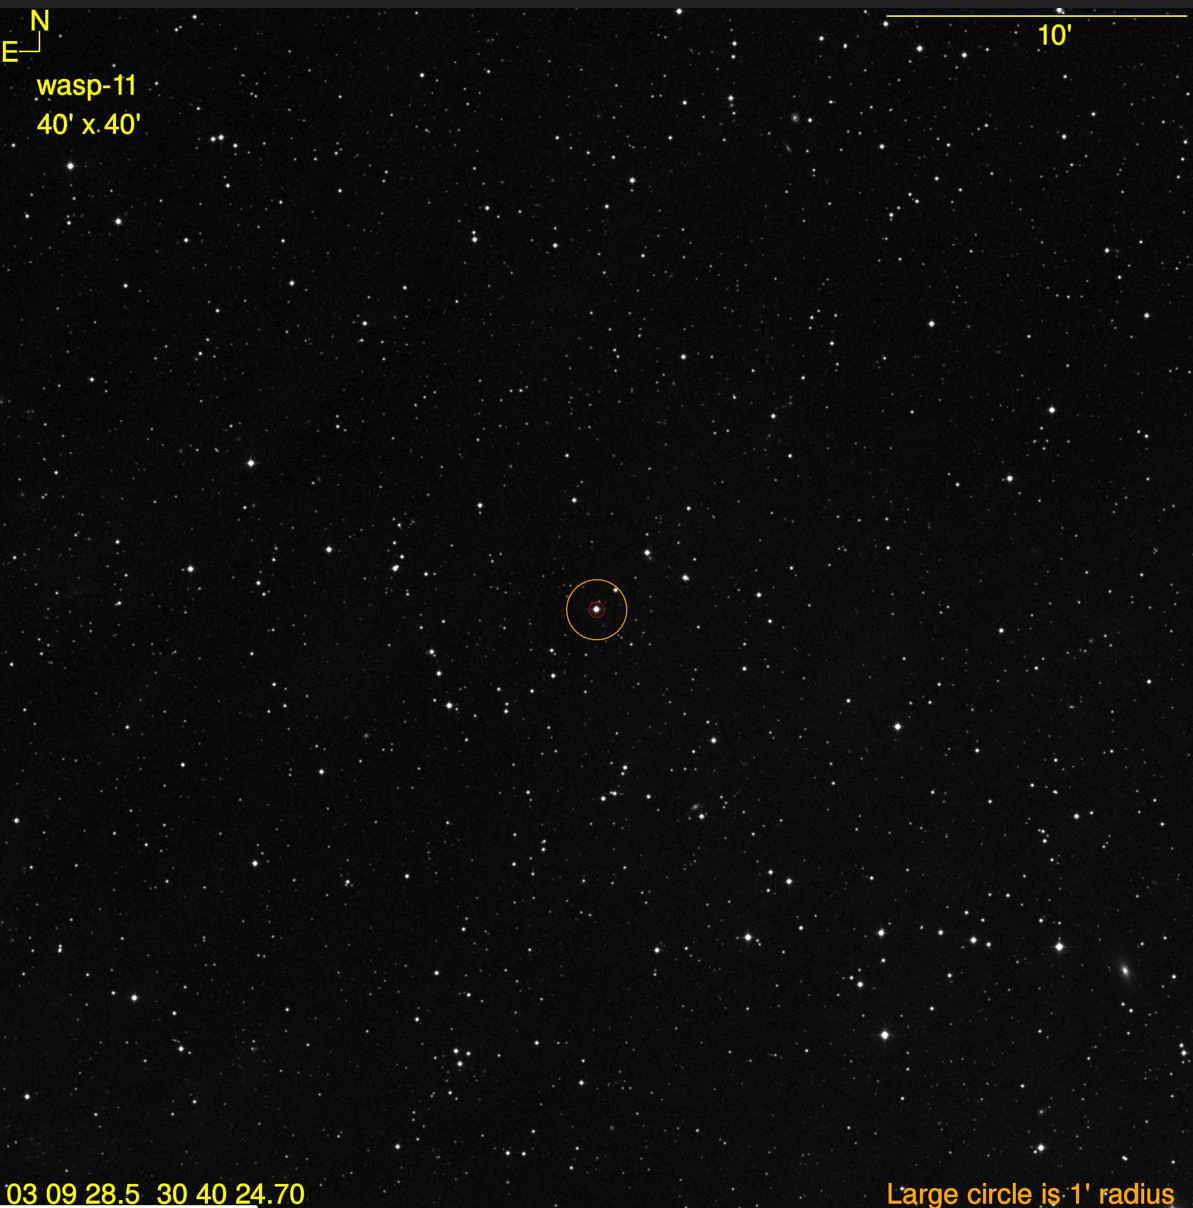 N
E
10'
wasp-11
40' x 40'
03 09 28.5 30 40 24.70
Large circle is 1' radius